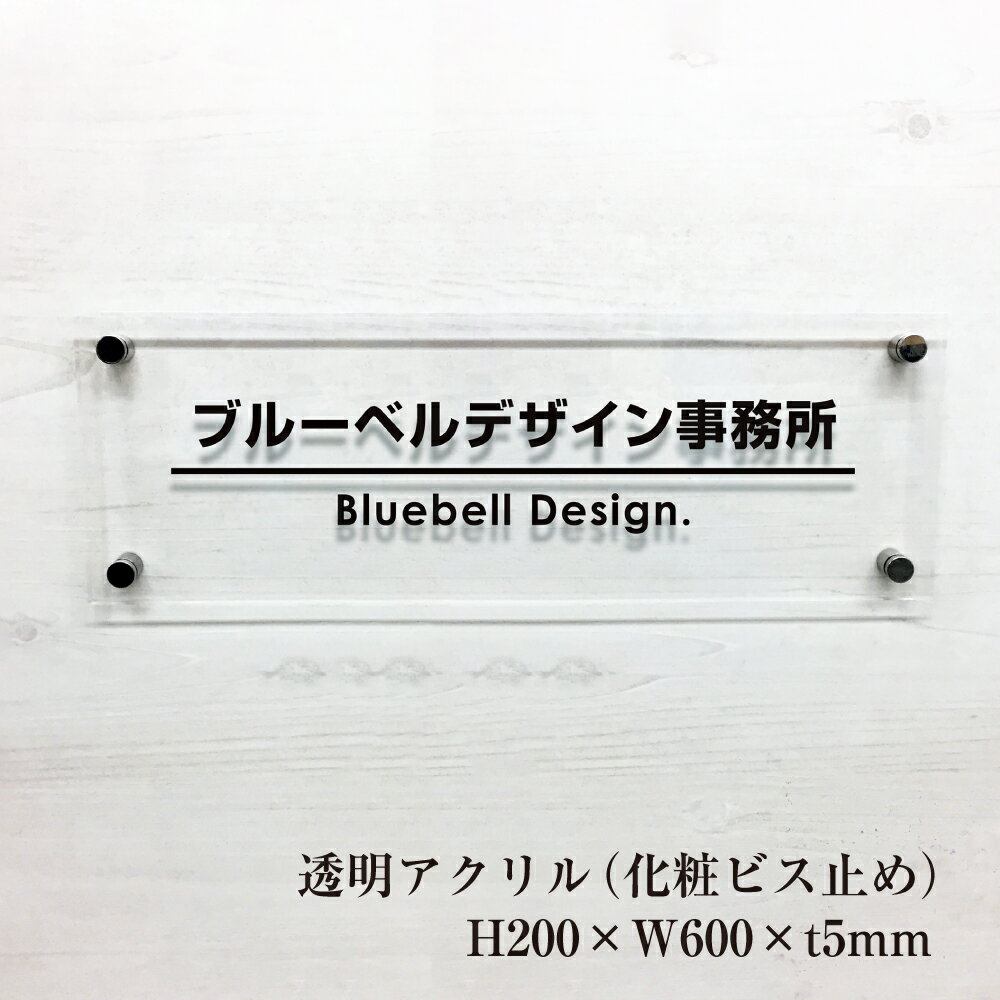 ブルーベルデザイン事務所
Bluebell Design.
透明アクリル(化粧ビス止め)
H200×W600×t5mm